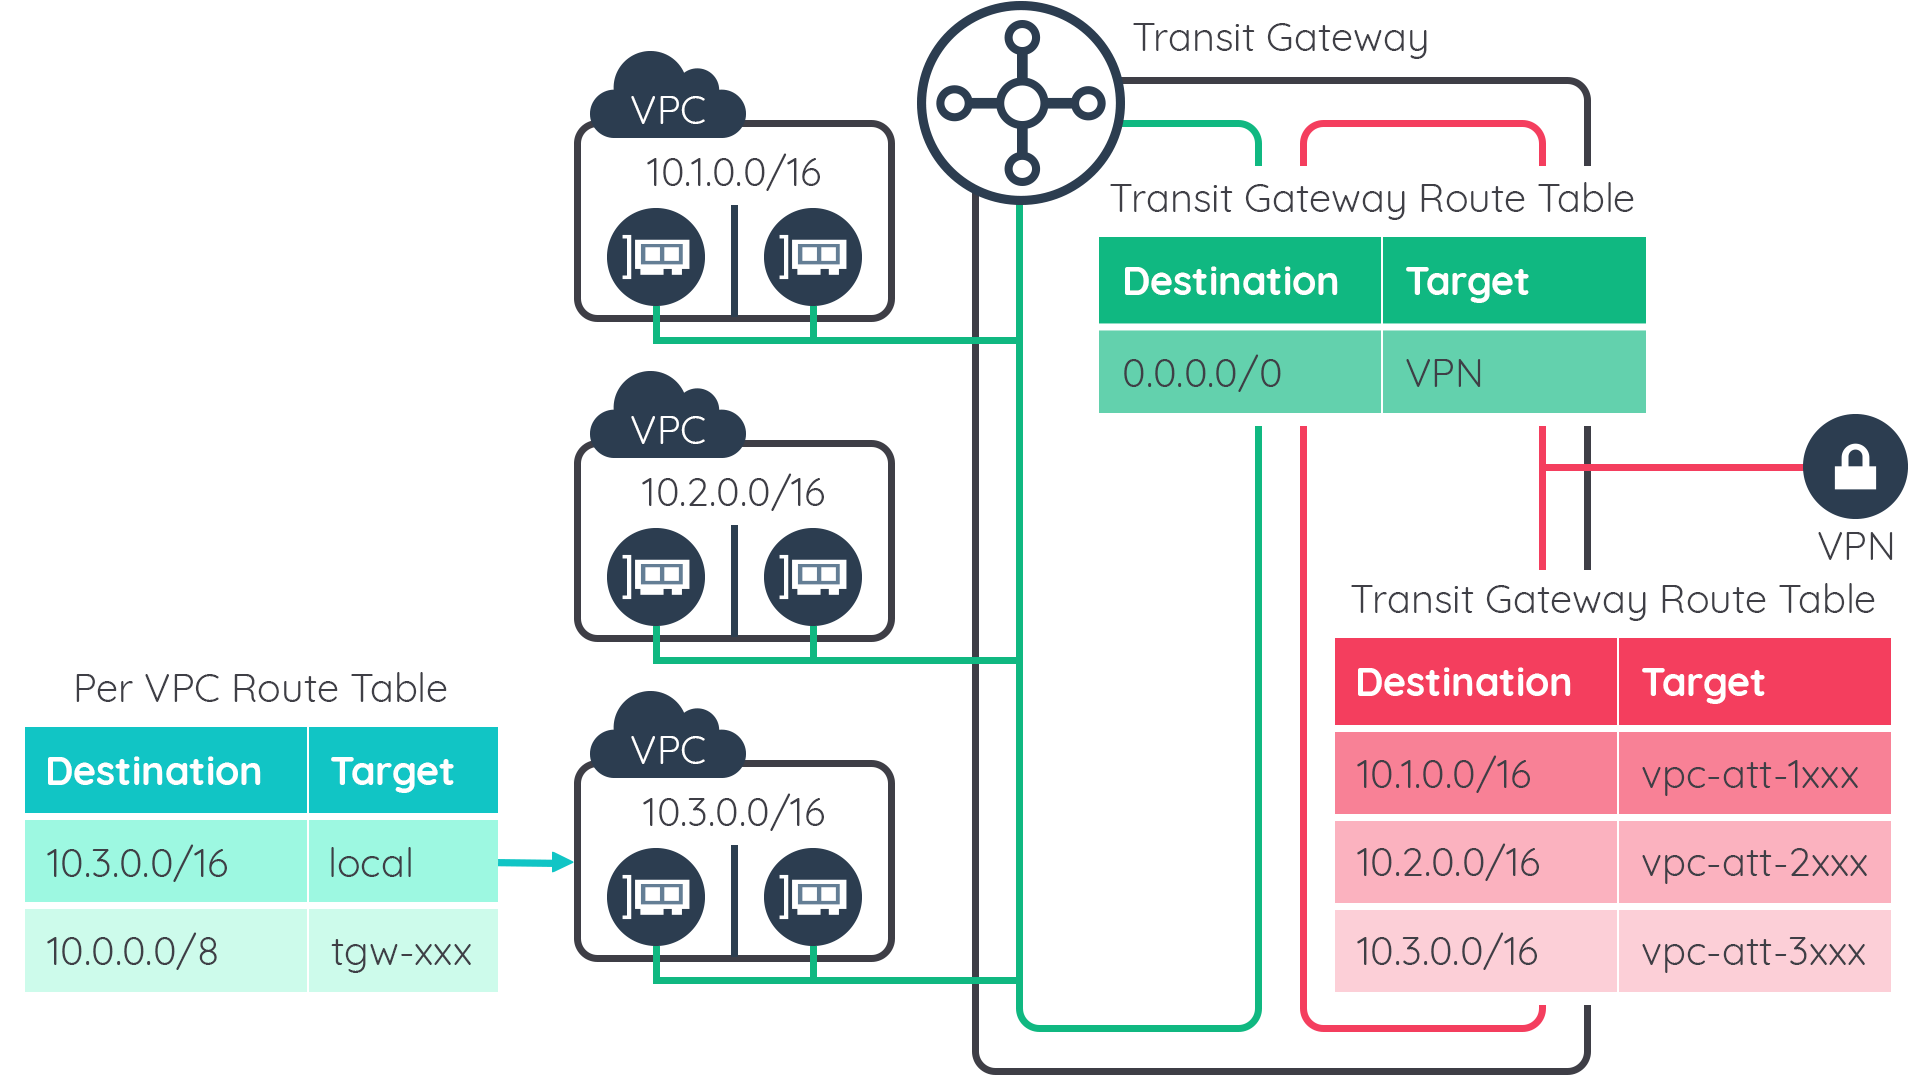 Transit Gateway
VPC
10.1.0.0/16
VPC
10.2.0.0/16
VPC
10.3.0.0/16
Per VPC Route Table
Destination Target
10.3.0.0/16 local
10.0.0.0/8 tgw-xxx
Transit Gateway Route Table
Destination Target
0.0.0.0/0 VPN
VPN
Transit Gateway Route Table
Destination Target
10.1.0.0/16 vpc-att-1xxx
10.2.0.0/16 vpc-att-2xxx
10.3.0.0/16 vpc-att-3xxx